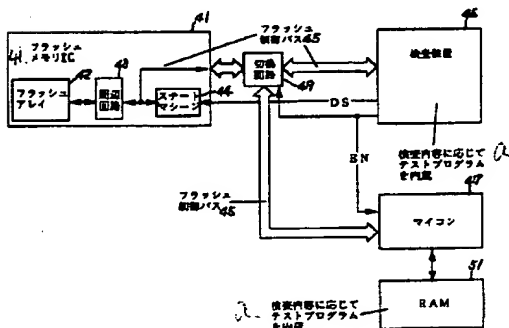 41
フラッシュ
制御バス 45
46
41. フラッシュ
メモリIC
42
フラッシュ
アレイ
43
周辺
回路
ステート
マシーン
44
切換
回路
49
検査装置
DS
EN
検査内容に応じて
テストプログラム
を内蔵
a
フラッシュ
制御バス 45
47
マイコン
51
RAM
a
検査内容に応じて
テストプログラム